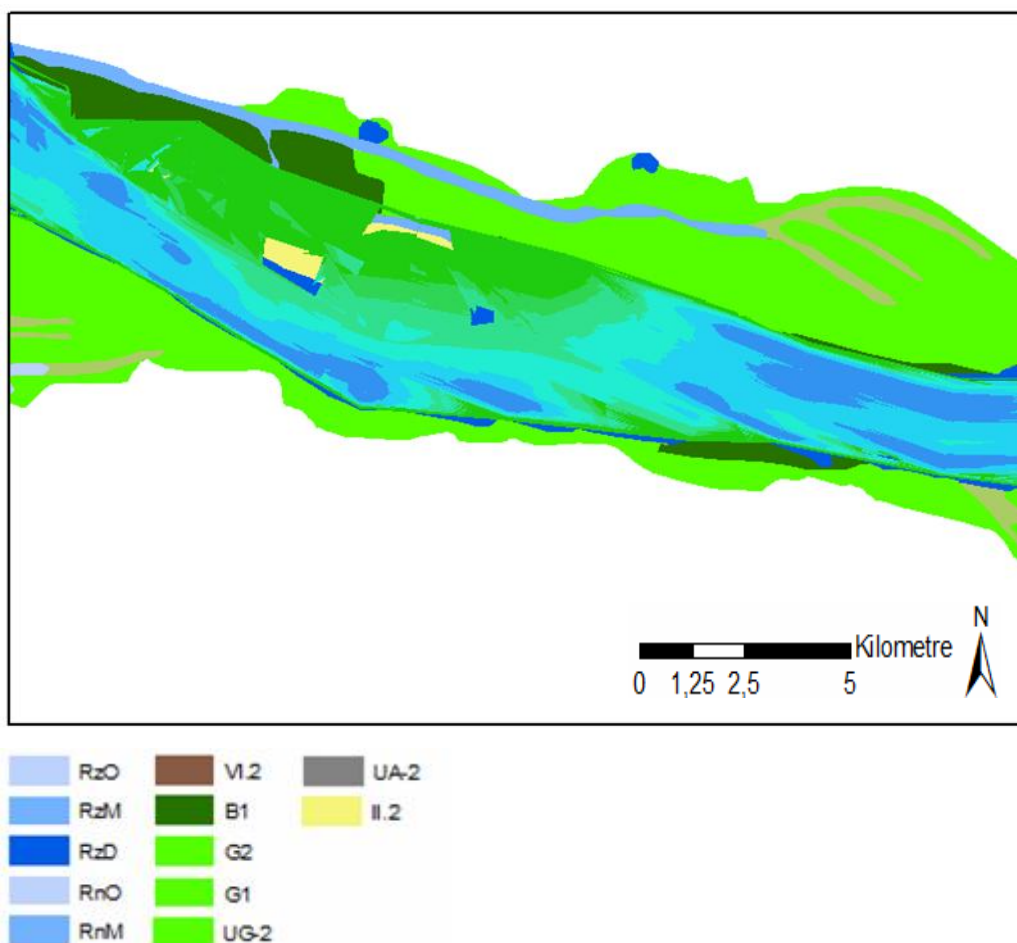 N
Kilometre
0 1,25 2,5 5
RzO VI.2 UA-2
RzM B1 II.2
RzD G2
RnO G1
RnM UG-2